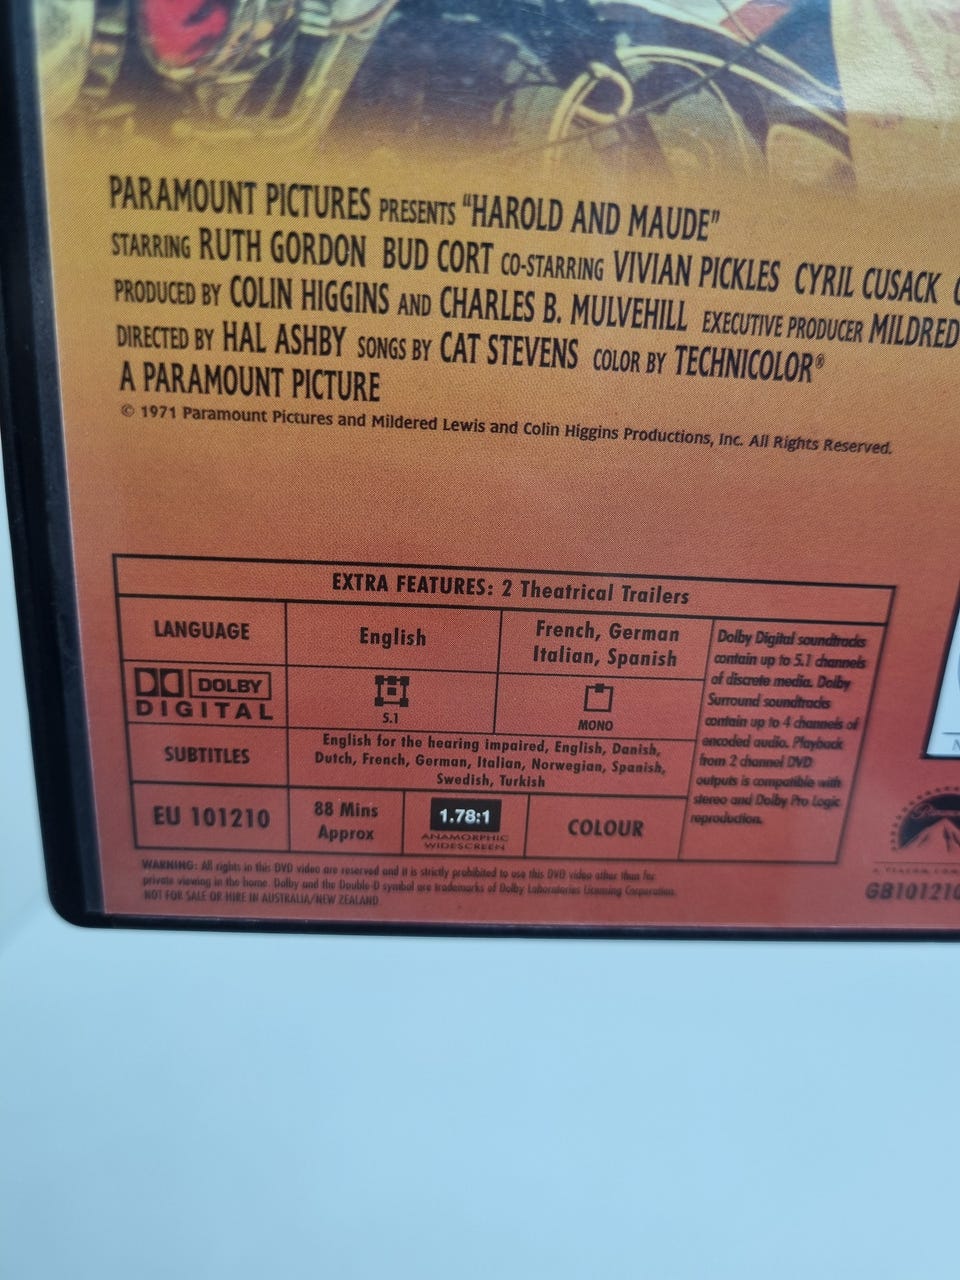 PARAMOUNT PICTURES PRESENTS "HAROLD AND MAUDE"
STARRING RUTH GORDON BUD CORT CO-STARRING VIVIAN PICKLES CYRIL CUSACK
PRODUCED BY COLIN HIGGINS AND CHARLES B. MULVEHILL EXECUTIVE PRODUCER MILDRED
DIRECTED BY HAL ASHBY SONGS BY CAT STEVENS COLOR BY TECHNICOLOR®
A PARAMOUNT PICTURE
© 1971 Paramount Pictures and Mildered Lewis and Colin Higgins Productions, Inc. All Rights Reserved.
EXTRA FEATURES: 2 Theatrical Trailers
LANGUAGE
English
French, German
Italian, Spanish
DOLBY
DIGITAL
5.1
MONO
SUBTITLES
English for the hearing impaired, English, Danish,
Dutch, French, German, Italian, Norwegian, Spanish,
Swedish, Turkish
EU 101210
88 Mins
Approx
1.78:1
ANAMORPHIC
WIDESCREEN
COLOUR
Dolby Digital soundtracks
contain up to 5.1 channels
of discrete media. Dolby
Surround soundtracks
contain up to 4 channels of
encoded audio. Playback
from 2 channel DVD
outputs is compatible with
stereo and Dolby Pro Logic
reproduction.
WARNING: All rights in this DVD video are reserved and it is strictly prohibited to use this DVD video other than for
private viewing in the home. Dolby and the Double-D symbol are trademarks of Dolby Laboratories Licensing Corporation.
NOT FOR SALE OR HIRE IN AUSTRALIA/NEW ZEALAND
GB101210